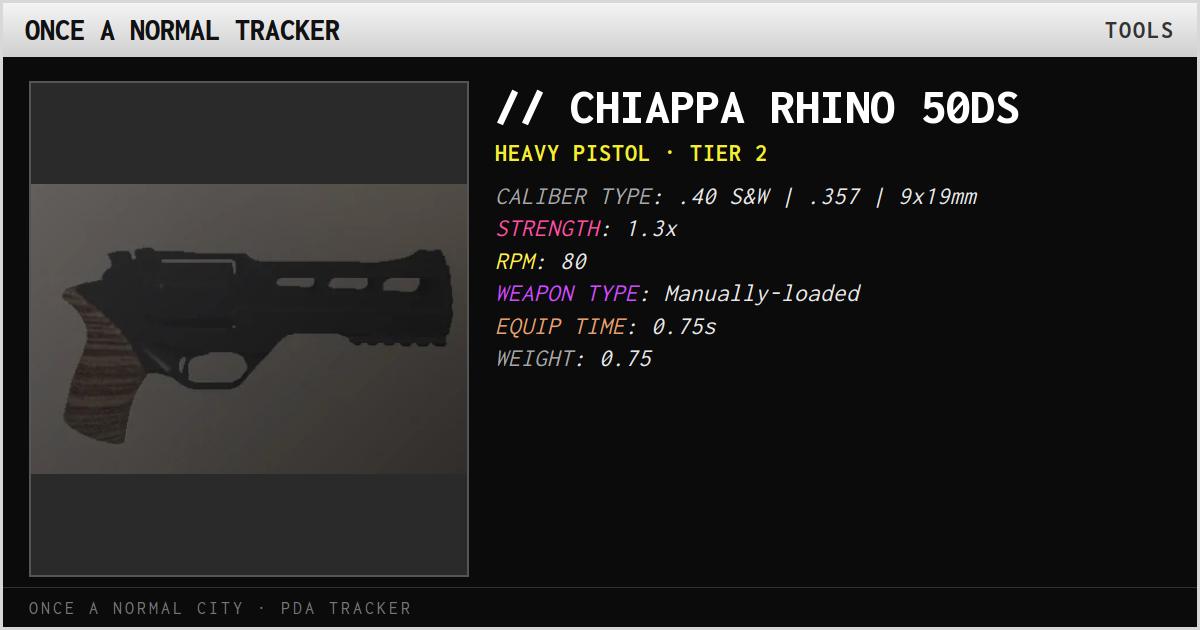 ONCE A NORMAL TRACKER
TOOLS
// CHIAPPA RHINO 50DS
HEAVY PISTOL · TIER 2
CALIBER TYPE: .40 S&W | .357 | 9x19mm
STRENGTH: 1.3x
RPM: 80
WEAPON TYPE: Manually-loaded
EQUIP TIME: 0.75s
WEIGHT: 0.75
ONCE A NORMAL CITY · PDA TRACKER